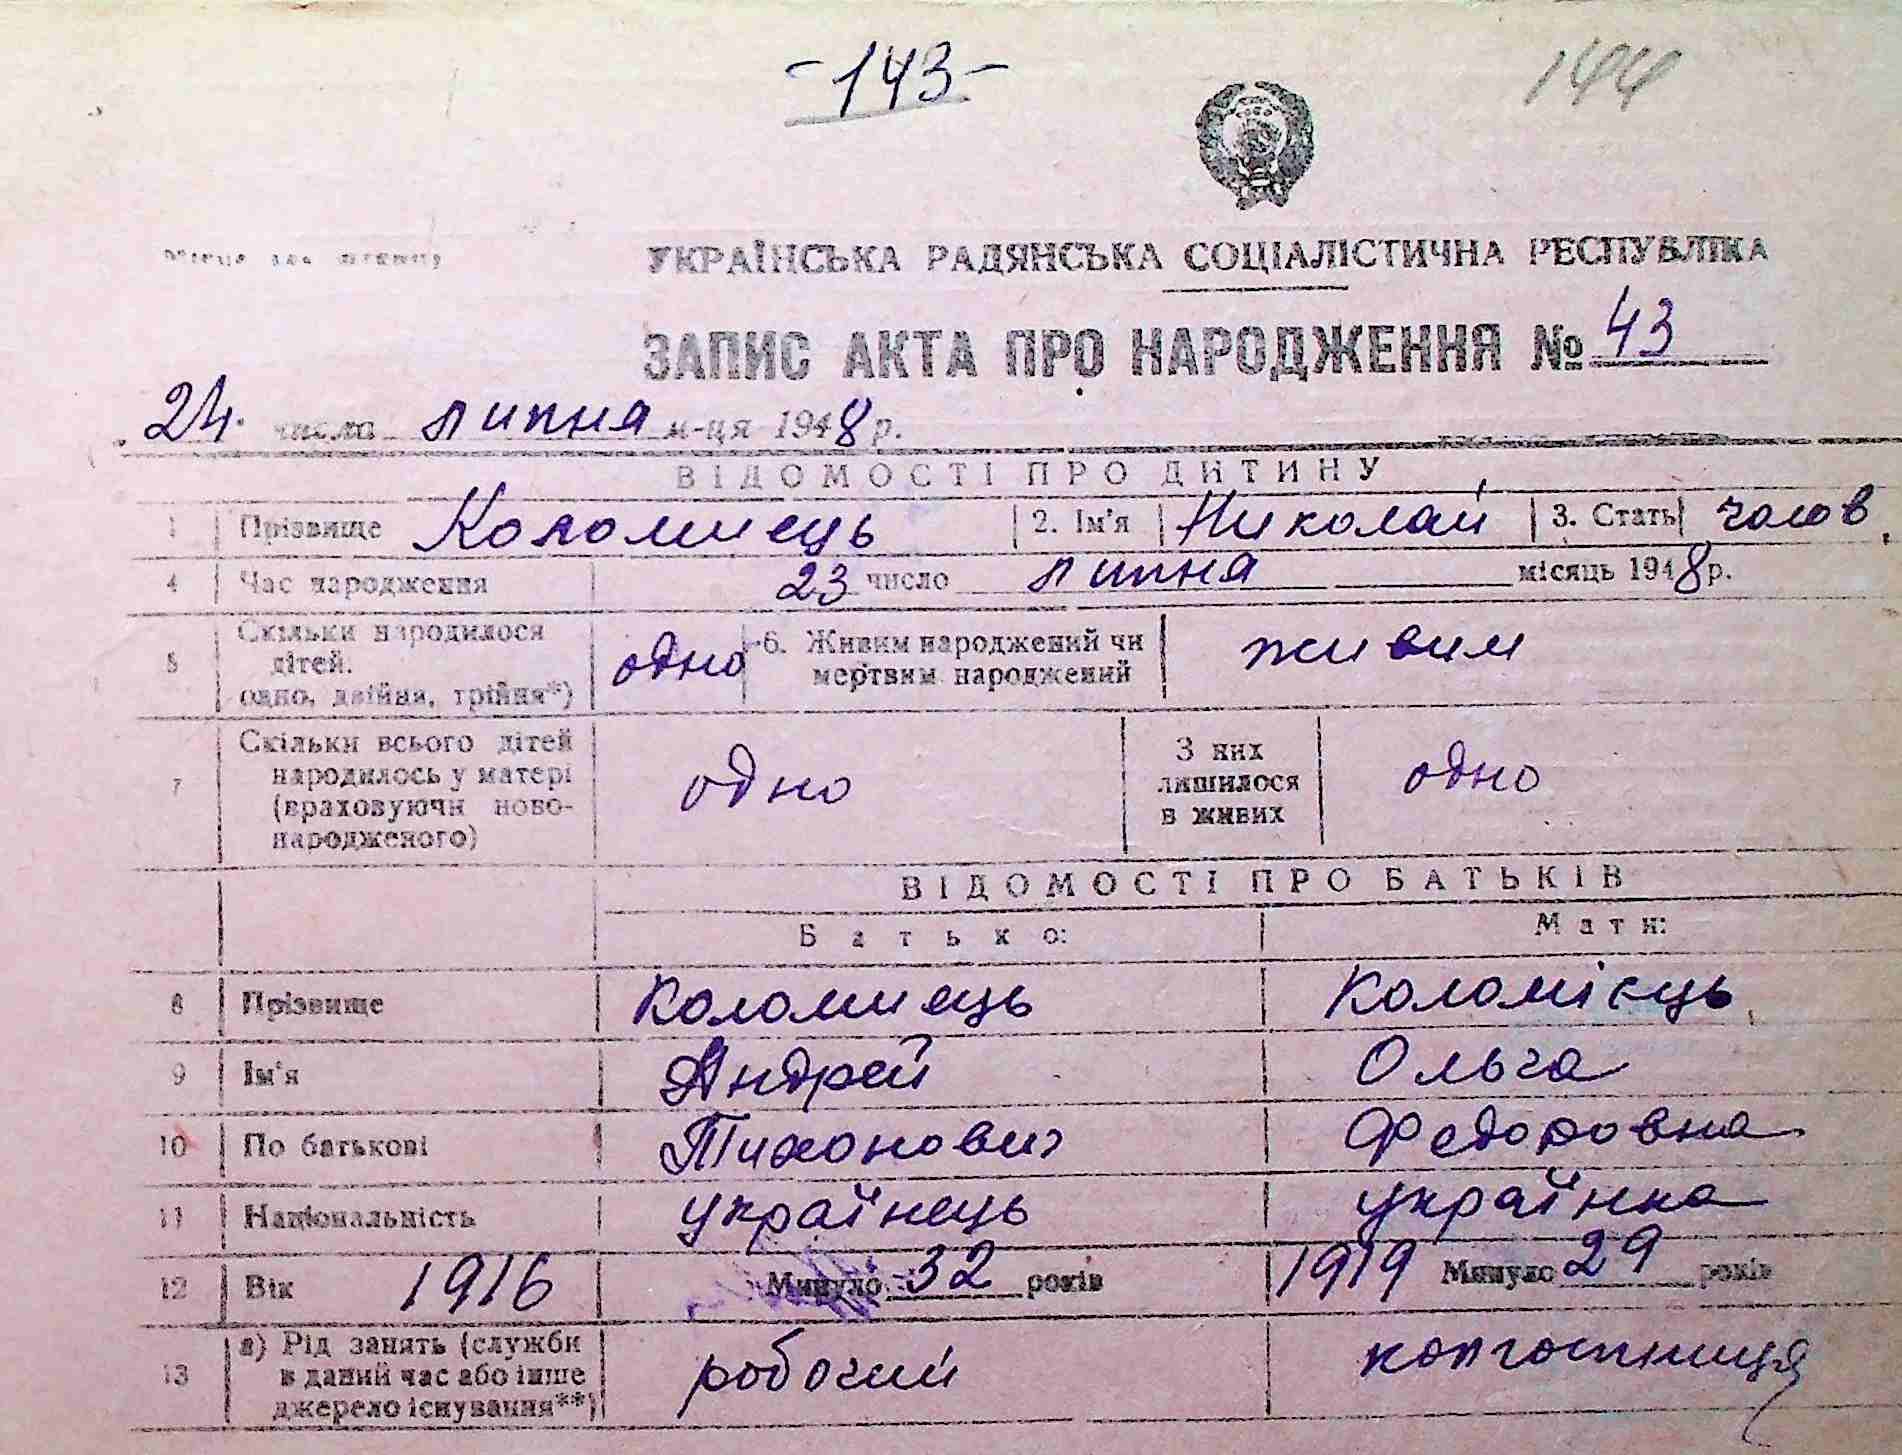 -143-
144
Місце для штампу
УКРАЇНСЬКА РАДЯНСЬКА СОЦІАЛІСТИЧНА РЕСПУБЛІКА
ЗАПИС АКТА ПРО НАРОДЖЕННЯ № 43
24. числа липня м-ця 1948 р.
ВІДОМОСТІ ПРО ДИТИНУ
1 Прізвище Коломиець 2. Ім'я Николай 3. Стать чолов.
4 Час народження 23 число липня місяць 1948 р.
5 Скільки народилося дітей. одно, двійня, трійня*) одно 6. Живим народжений чи мертвим народжений живим
7 Скільки всього дітей народилось у матері (враховуючи ново-народженого) одно З них лишилося в живих одно
ВІДОМОСТІ ПРО БАТЬКІВ
Батько: Мати:
8 Прізвище Коломиець Коломієць
9 Ім'я Андрей Ольга
10 По батькові Тихонович Федоровна
11 Національність українець українка
12 Вік 1916 Минуло 32 років 1919 Минуло 29 років
13 а) Рід занять (служби в даний час або інше джерело існування**) робочий колгоспниця